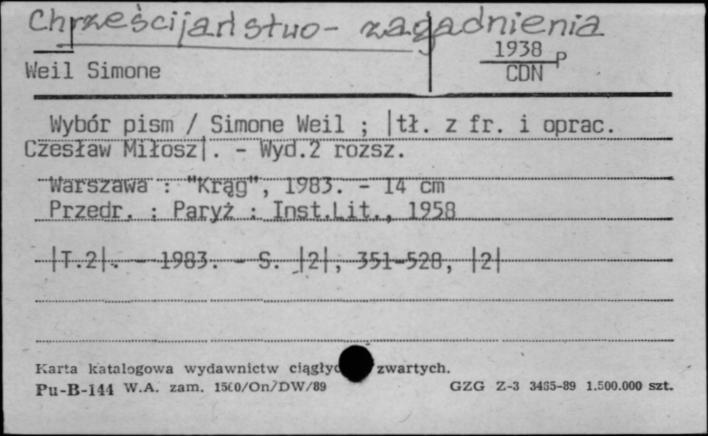 Chrześcijaństwo - zagadnienia
1938 P
CDN
Weil Simone
Wybór pism / Simone Weil ; |tł. z fr. i oprac.
Czesław Miłosz|. - Wyd.2 rozsz.
Warszawa : "Krąg", 1983. - 14 cm
Przedr. : Paryż : Inst.Lit., 1958
|T.2|. - 1983. - S. |2|, 351-528, |2|
Karta katalogowa wydawnictw zwartych.
Pu-B-144 W.A. zam. 1500/On/DW/89 GZG Z-3 3485-89 1.500.000 szt.